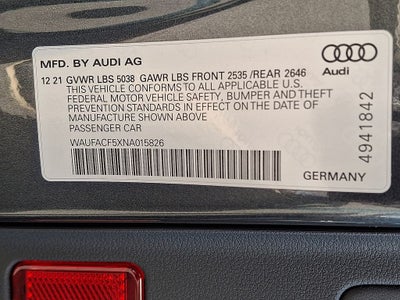 MFD. BY AUDI AG
12 21 GVWR LBS 5038 GAWR LBS FRONT 2535 /REAR 2646
THIS VEHICLE CONFORMS TO ALL APPLICABLE U.S.
FEDERAL MOTOR VEHICLE SAFETY, BUMPER AND THEFT
PREVENTION STANDARDS IN EFFECT ON THE DATE OF
MANUFACTURE SHOWN ABOVE
PASSENGER CAR
WAUFACF5XNA015826
Audi
4941842
GERMANY